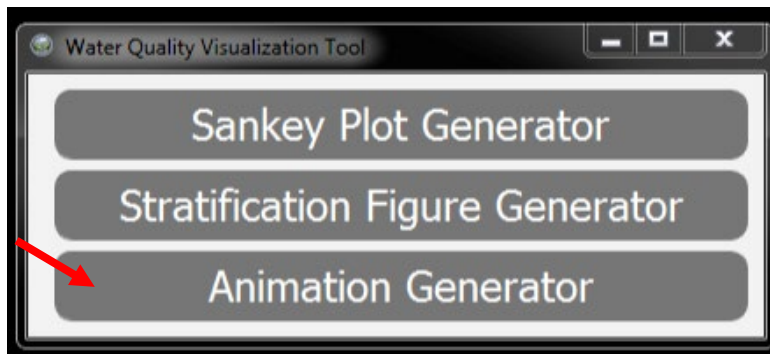 Water Quality Visualization Tool
Sankey Plot Generator
Stratification Figure Generator
Animation Generator